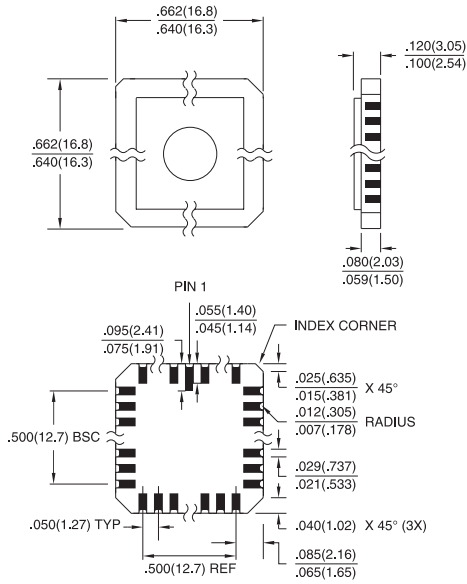 .662(16.8)
.640(16.3)
.120(3.05)
.100(2.54)
.662(16.8)
.640(16.3)
.080(2.03)
.059(1.50)
PIN 1
.055(1.40)
.045(1.14)
.095(2.41)
.075(1.91)
INDEX CORNER
.025(.635)
.015(.381)
X 45°
.012(.305)
.007(.178)
RADIUS
.500(12.7) BSC
.029(.737)
.021(.533)
.050(1.27) TYP
.040(1.02) X 45° (3X)
.500(12.7) REF
.085(2.16)
.065(1.65)